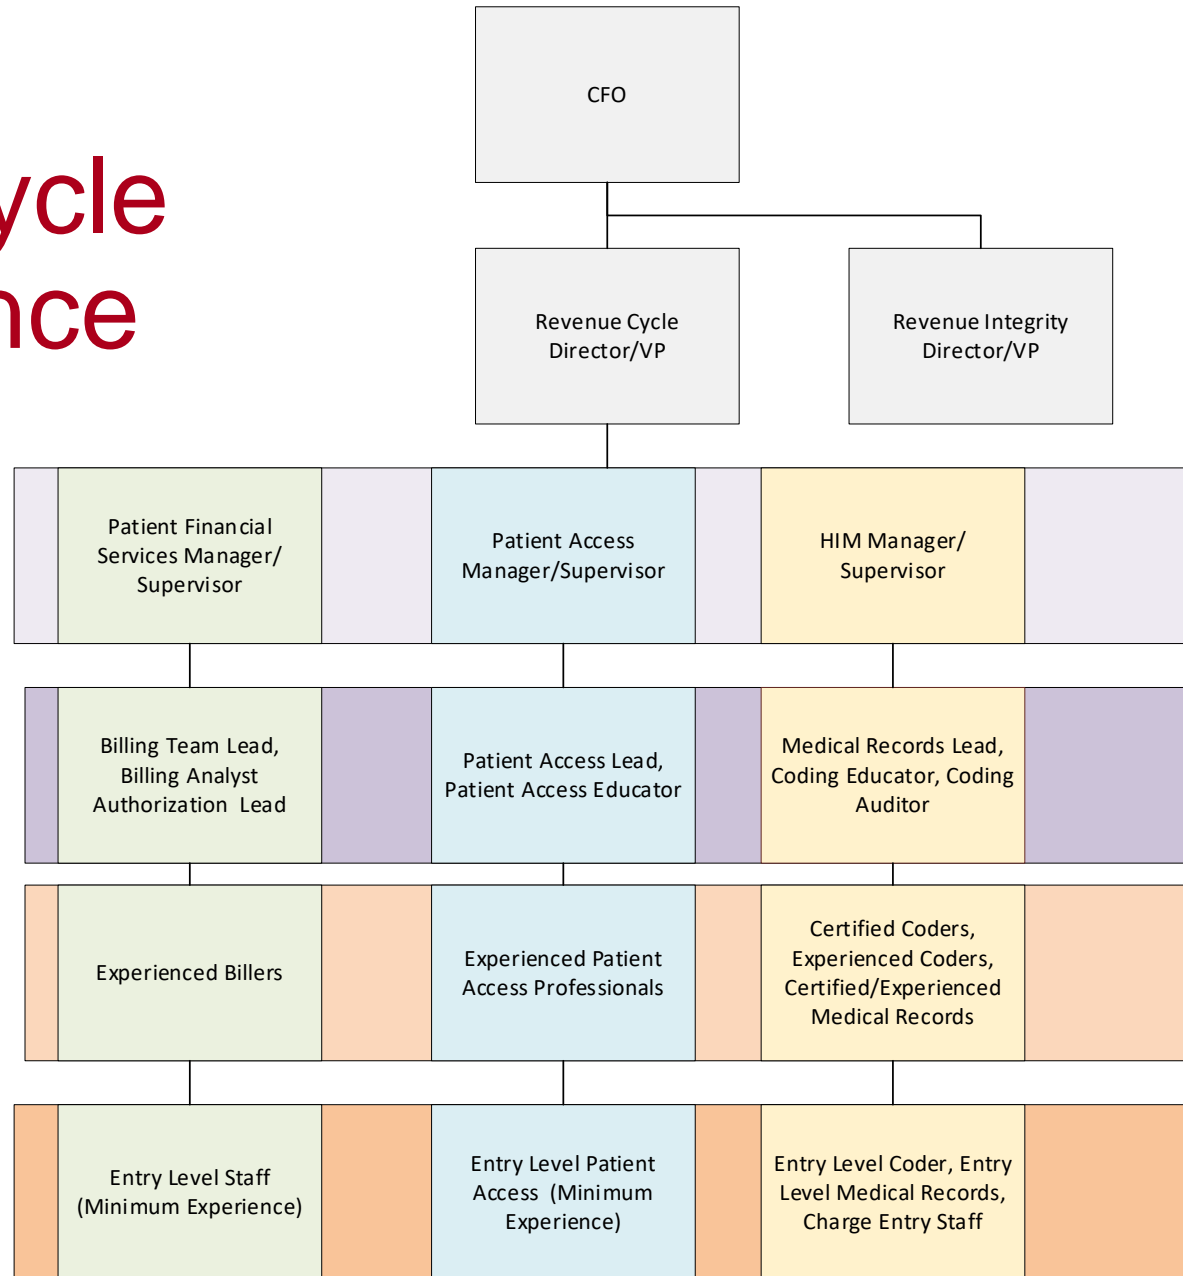 CFO
ycle
nce
Revenue Cycle
Director/VP
Revenue Integrity
Director/VP
Patient Financial
Services Manager/
Supervisor
Patient Access
Manager/Supervisor
HIM Manager/
Supervisor
Billing Team Lead,
Billing Analyst
Authorization Lead
Patient Access Lead,
Patient Access Educator
Medical Records Lead,
Coding Educator, Coding
Auditor
Experienced Billers
Experienced Patient
Access Professionals
Certified Coders,
Experienced Coders,
Certified/Experienced
Medical Records
Entry Level Staff
(Minimum Experience)
Entry Level Patient
Access (Minimum
Experience)
Entry Level Coder, Entry
Level Medical Records,
Charge Entry Staff